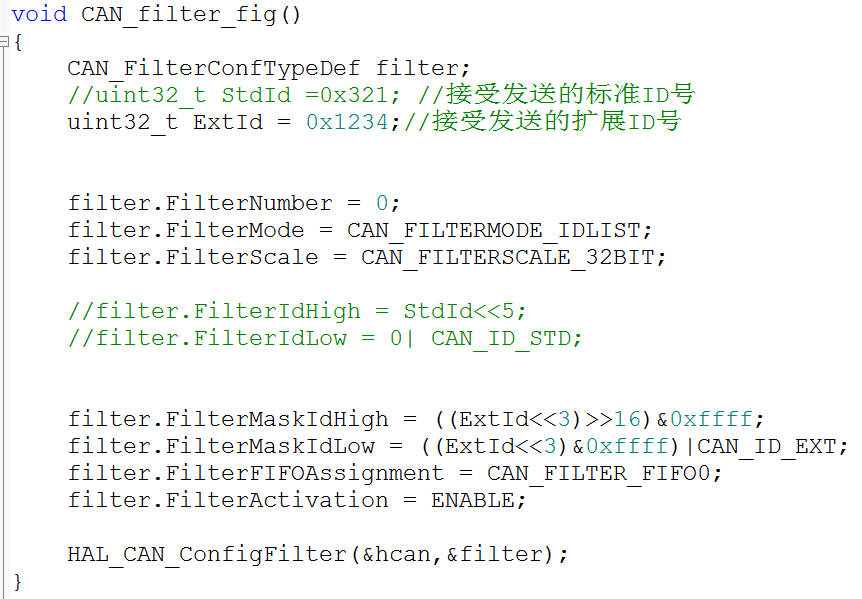 void CAN_filter_fig()
{
    CAN_FilterConfTypeDef filter;
    //uint32_t StdId =0x321; //接受发送的标准ID号
    uint32_t ExtId = 0x1234;//接受发送的扩展ID号
    filter.FilterNumber = 0;
    filter.FilterMode = CAN_FILTERMODE_IDLIST;
    filter.FilterScale = CAN_FILTERSCALE_32BIT;
    //filter.FilterIdHigh = StdId<<5;
    //filter.FilterIdLow = 0| CAN_ID_STD;
    filter.FilterMaskIdHigh = ((ExtId<<3)>>16)&0xffff;
    filter.FilterMaskIdLow = ((ExtId<<3)&0xffff)|CAN_ID_EXT;
    filter.FilterFIFOAssignment = CAN_FILTER_FIFO0;
    filter.FilterActivation = ENABLE;
    HAL_CAN_ConfigFilter(&hcan,&filter);
}